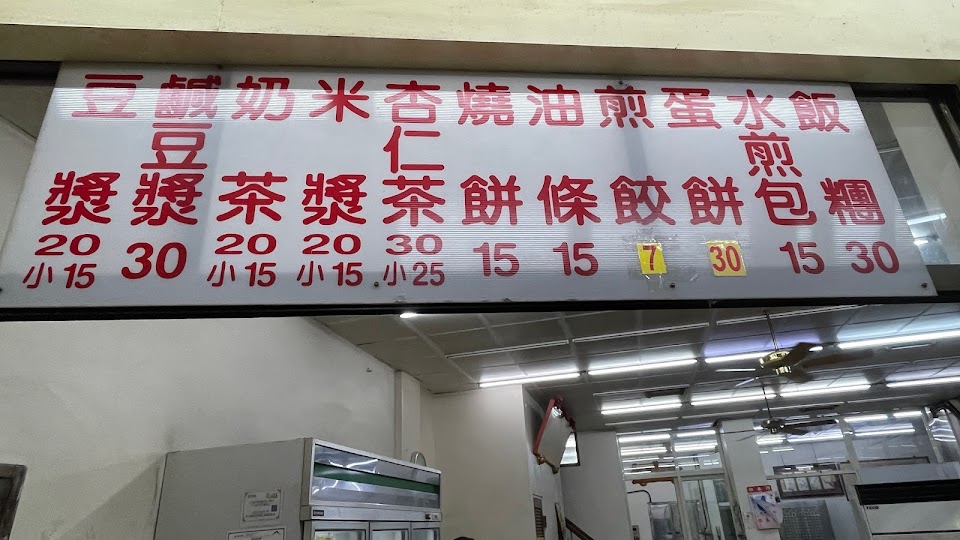 豆漿 20 小15
鹹豆漿 30
奶茶 20 小15
米漿 20 小15
杏仁茶 30 小25
燒餅 15
油條 15
煎餃 7
蛋餅 30
水煎包 15
飯糰 30